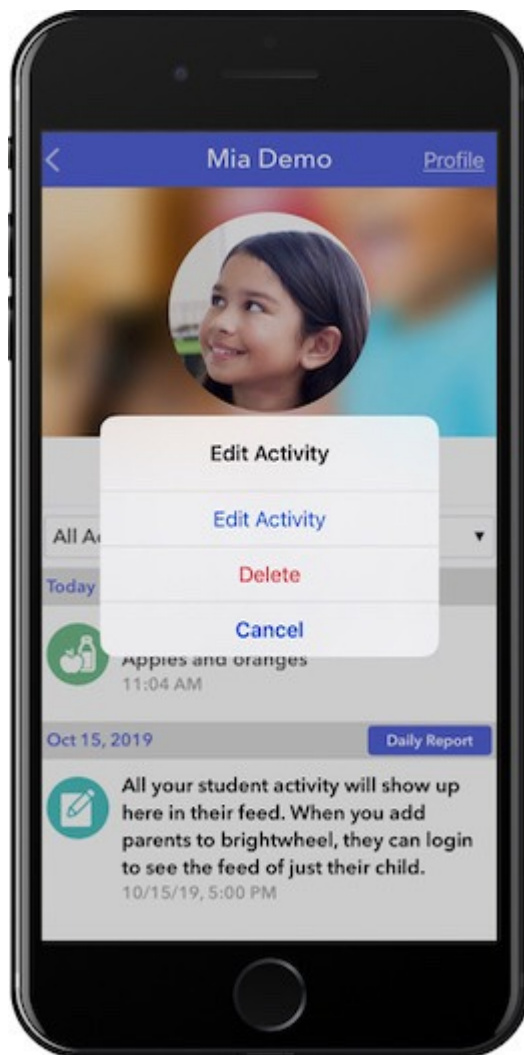 Mia Demo
Profile
Edit Activity
Edit Activity
Delete
Cancel
All
Today
Apples and oranges
11:04 AM
Oct 15, 2019
Daily Report
All your student activity will show up
here in their feed. When you add
parents to brightwheel, they can login
to see the feed of just their child.
10/15/19, 5:00 PM